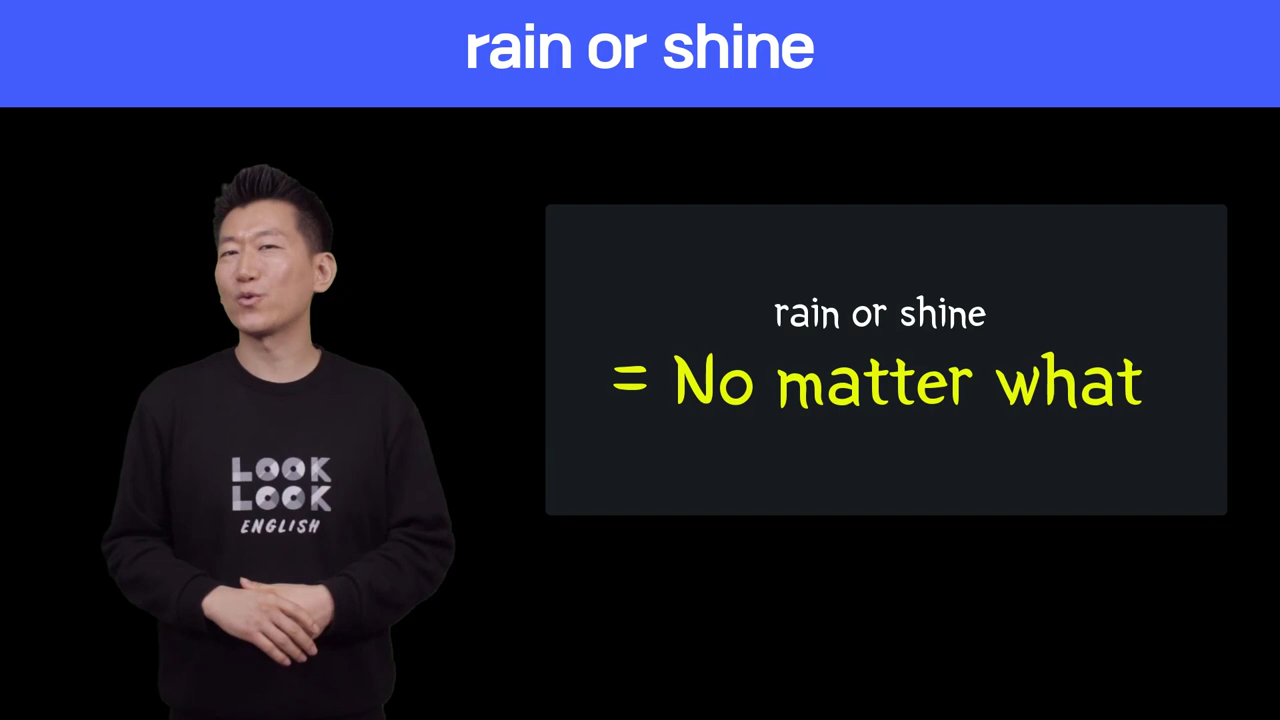 rain or shine
rain or shine
= No matter what
LOOK
LOOK
ENGLISH